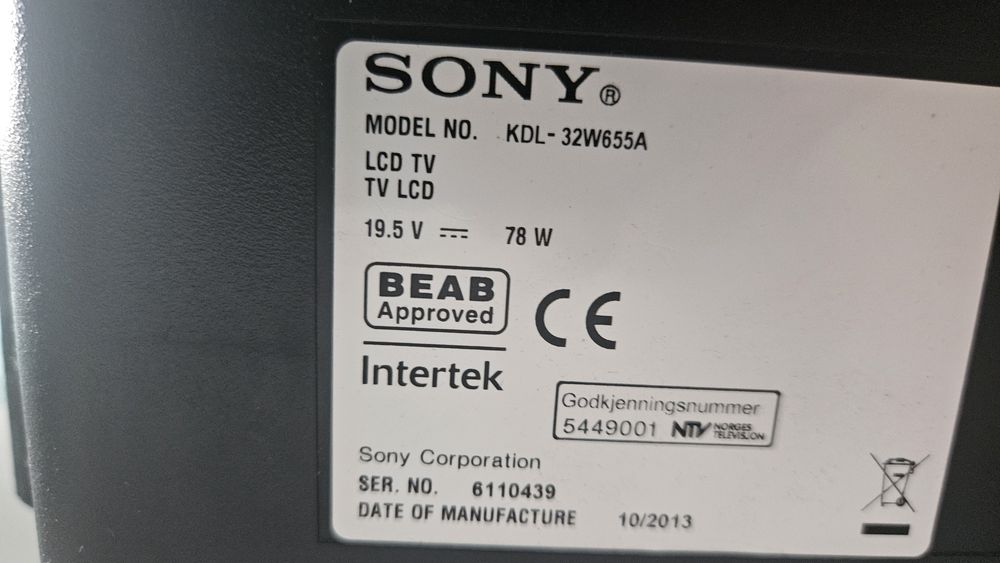 SONY®
MODEL NO. KDL-32W655A
LCD TV
TV LCD
19.5 V ⎓ 78 W
BEAB
Approved
CE
Intertek
Godkjenningsnummer
5449001 NTV NORGES TELEVISJON
Sony Corporation
SER. NO. 6110439
DATE OF MANUFACTURE 10/2013